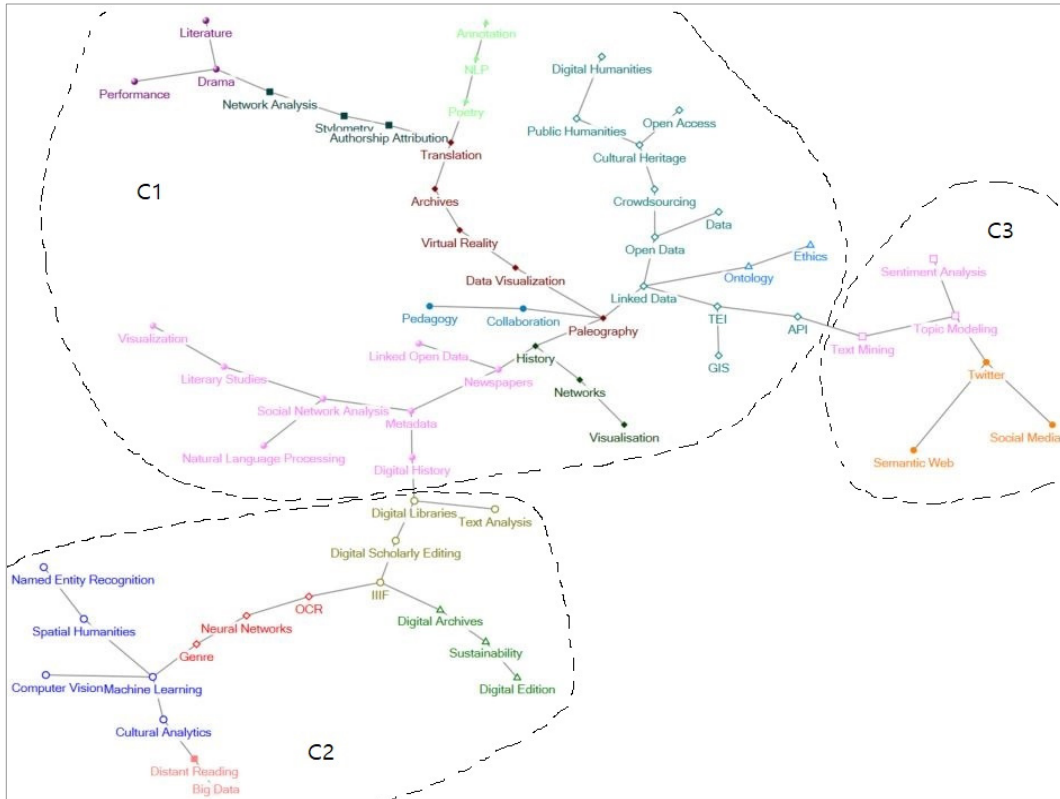 Literature
Annotation
Digital Humanities
NLP
Drama
Performance
Network Analysis
Poetry
Open Access
Public Humanities
Stylometry
Authorship Attribution
Translation
Cultural Heritage
C1
Archives
Crowdsourcing
Data
C3
Virtual Reality
Open Data
Ethics
Sentiment Analysis
Data Visualization
Ontology
Linked Data
Pedagogy
Collaboration
Paleography
TEI
API
Topic Modeling
Visualization
Text Mining
Linked Open Data
History
GIS
Literary Studies
Newspapers
Twitter
Networks
Social Network Analysis
Metadata
Visualisation
Social Media
Natural Language Processing
Digital History
Semantic Web
Digital Libraries
Text Analysis
Digital Scholarly Editing
Named Entity Recognition
IIIF
OCR
Digital Archives
Spatial Humanities
Neural Networks
Genre
Sustainability
Computer Vision
Machine Learning
Digital Edition
Cultural Analytics
C2
Distant Reading
Big Data